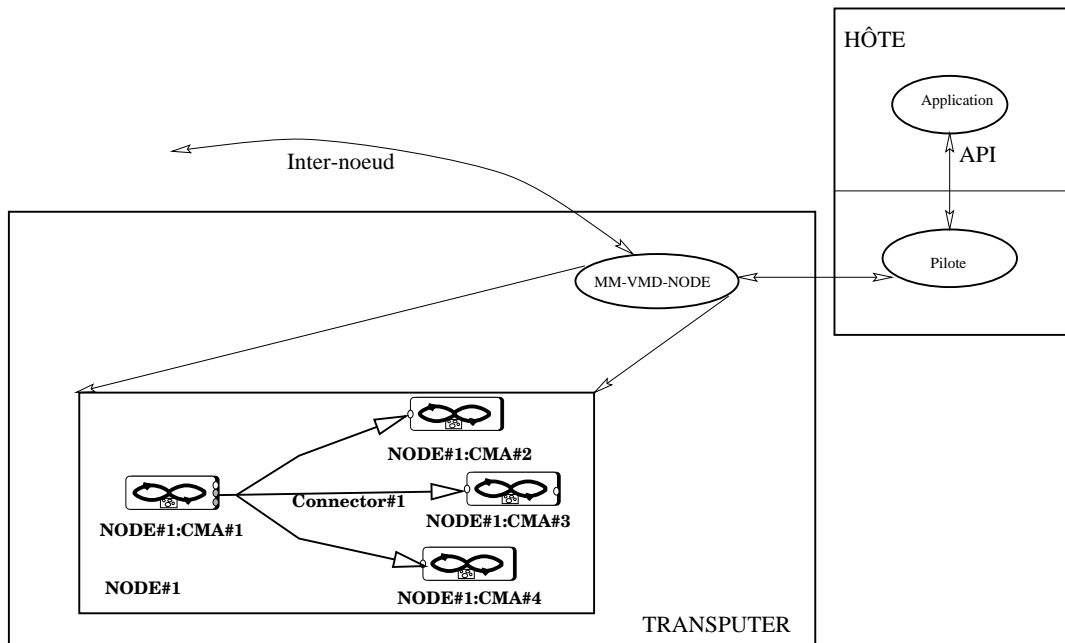 HÔTE
Application
API
Inter-noeud
Pilote
MM-VMD-NODE
NODE#1:CMA#2
Connector#1
NODE#1:CMA#1
NODE#1:CMA#3
NODE#1
NODE#1:CMA#4
TRANSPUTER